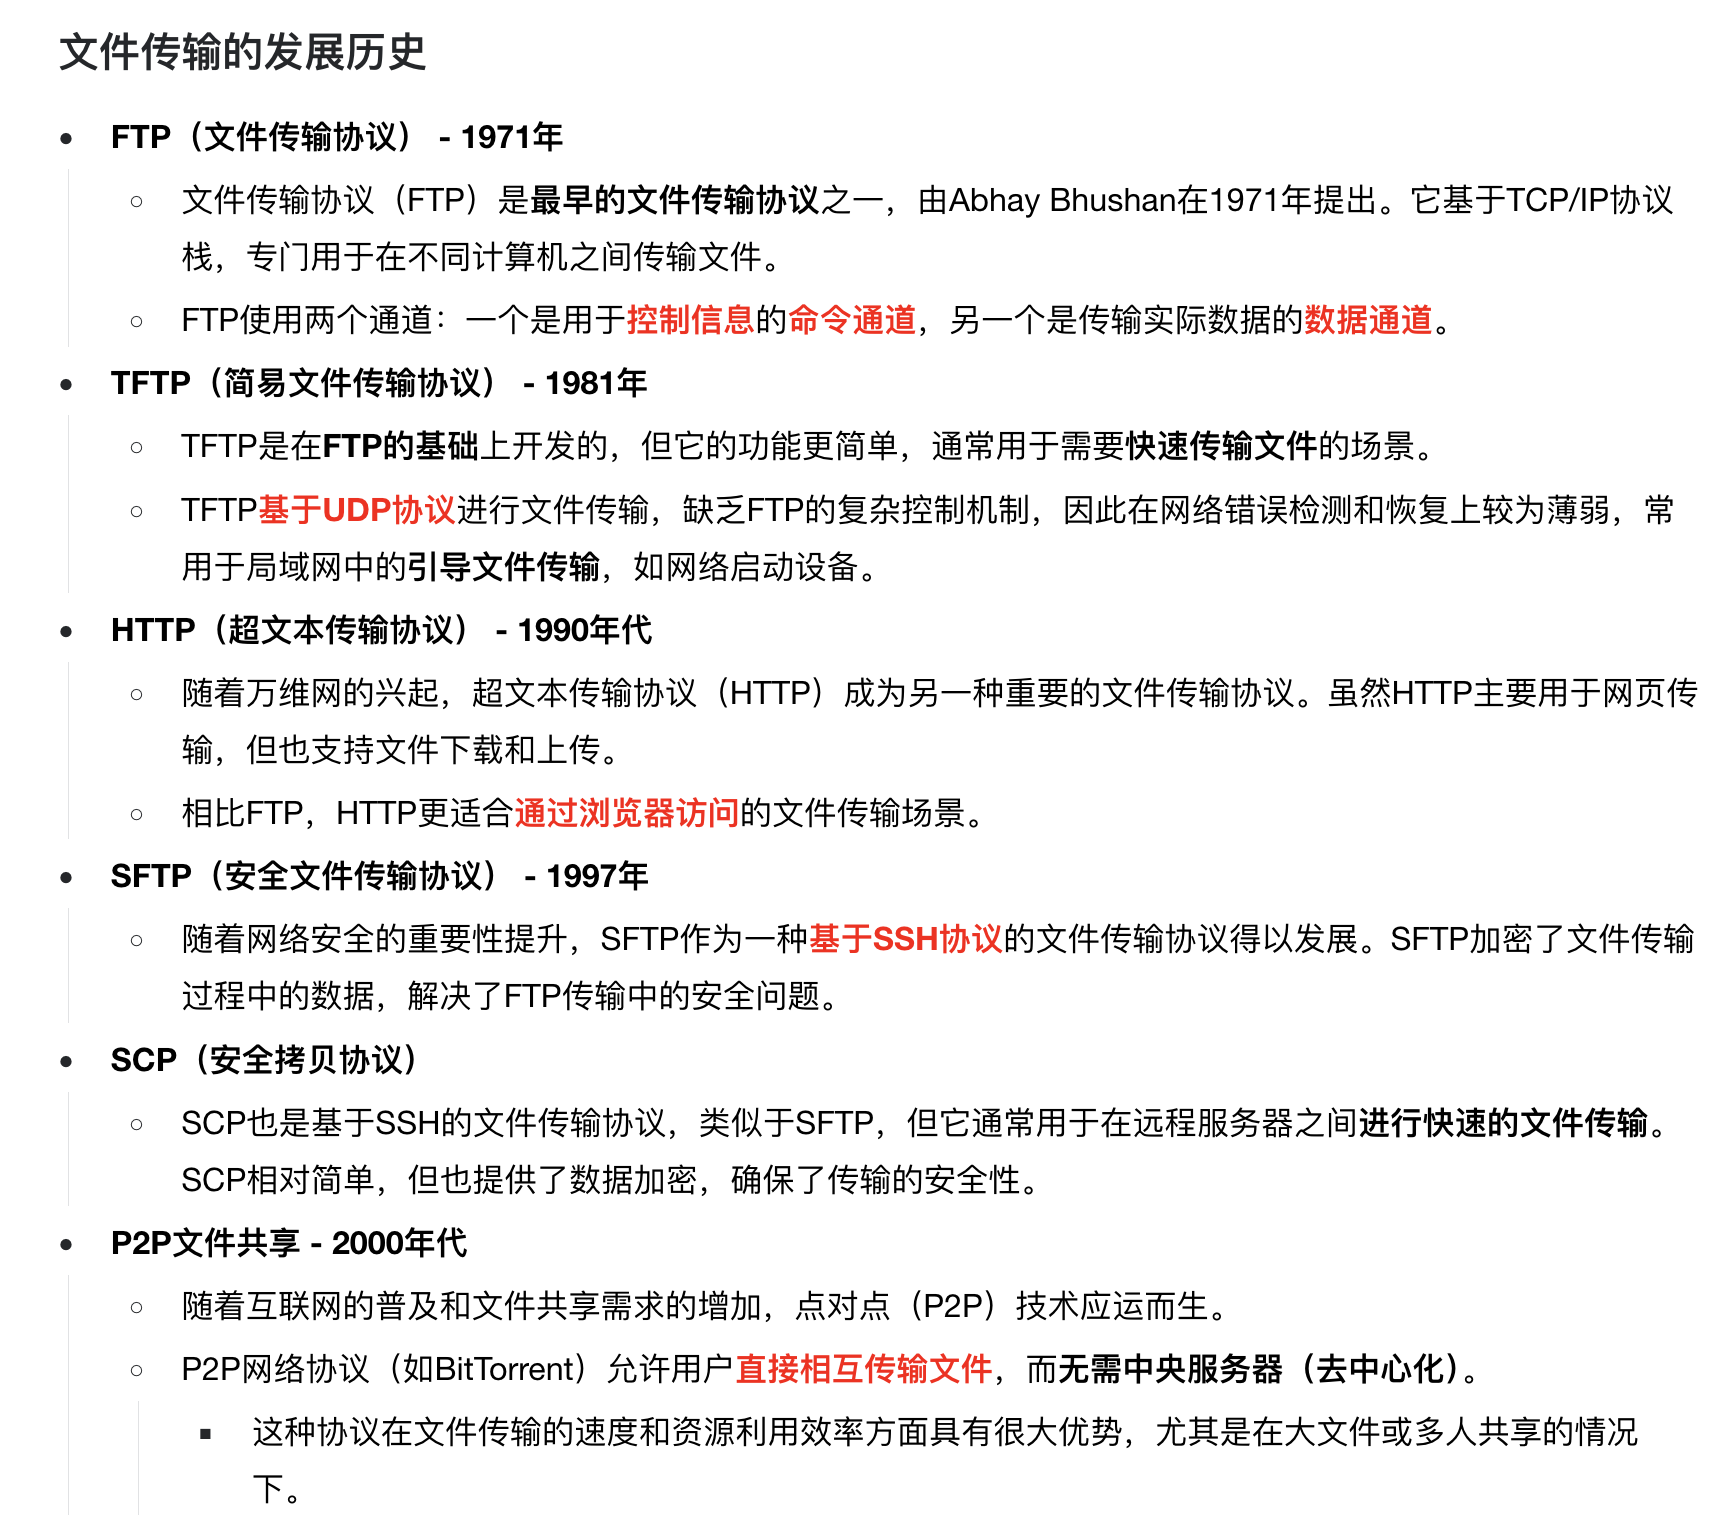 文件传输的发展历史
FTP（文件传输协议） - 1971年
文件传输协议（FTP）是最早的文件传输协议之一，由Abhay Bhushan在1971年提出。它基于TCP/IP协议
栈，专门用于在不同计算机之间传输文件。
FTP使用两个通道：一个是用于控制信息的命令通道，另一个是传输实际数据的数据通道。
TFTP（简易文件传输协议） - 1981年
TFTP是在FTP的基础上开发的，但它的功能更简单，通常用于需要快速传输文件的场景。
TFTP基于UDP协议进行文件传输，缺乏FTP的复杂控制机制，因此在网络错误检测和恢复上较为薄弱，常
用于局域网中的引导文件传输，如网络启动设备。
HTTP（超文本传输协议） - 1990年代
随着万维网的兴起，超文本传输协议（HTTP）成为另一种重要的文件传输协议。虽然HTTP主要用于网页传
输，但也支持文件下载和上传。
相比FTP，HTTP更适合通过浏览器访问的文件传输场景。
SFTP（安全文件传输协议） - 1997年
随着网络安全的重要性提升，SFTP作为一种基于SSH协议的文件传输协议得以发展。SFTP加密了文件传输
过程中的数据，解决了FTP传输中的安全问题。
SCP（安全拷贝协议）
SCP也是基于SSH的文件传输协议，类似于SFTP，但它通常用于在远程服务器之间进行快速的文件传输。
SCP相对简单，但也提供了数据加密，确保了传输的安全性。
P2P文件共享 - 2000年代
随着互联网的普及和文件共享需求的增加，点对点（P2P）技术应运而生。
P2P网络协议（如BitTorrent）允许用户直接相互传输文件，而无需中央服务器（去中心化）。
这种协议在文件传输的速度和资源利用效率方面具有很大优势，尤其是在大文件或多人共享的情况
下。